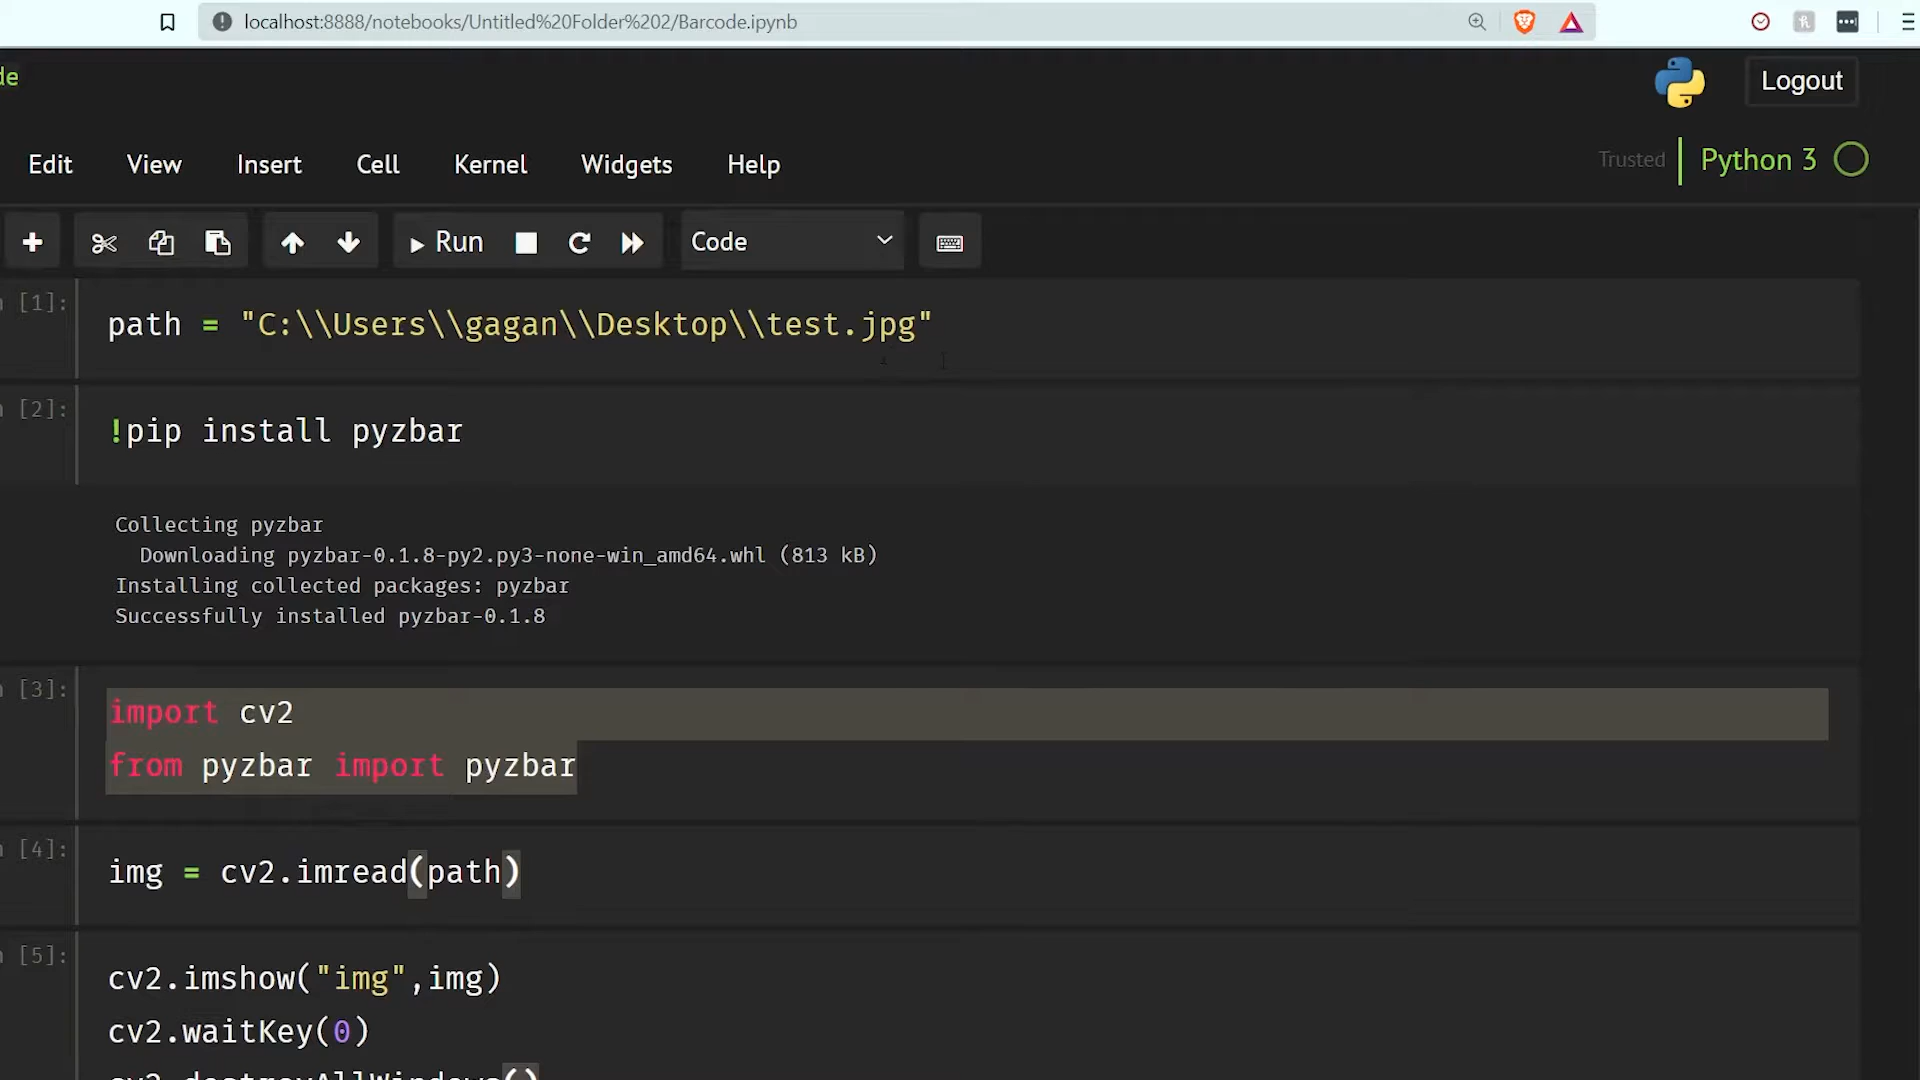 localhost:8888/notebooks/Untitled%20Folder%202/Barcode.ipynb
de
Logout
Edit View Insert Cell Kernel Widgets Help
Trusted Python 3
Run Code
[1]:
path = "C:\\Users\\gagan\\Desktop\\test.jpg"
[2]:
!pip install pyzbar
Collecting pyzbar
Downloading pyzbar-0.1.8-py2.py3-none-win_amd64.whl (813 kB)
Installing collected packages: pyzbar
Successfully installed pyzbar-0.1.8
[3]:
import cv2
from pyzbar import pyzbar
[4]:
img = cv2.imread(path)
[5]:
cv2.imshow("img",img)
cv2.waitKey(0)
cv2.destroyAllWindows()